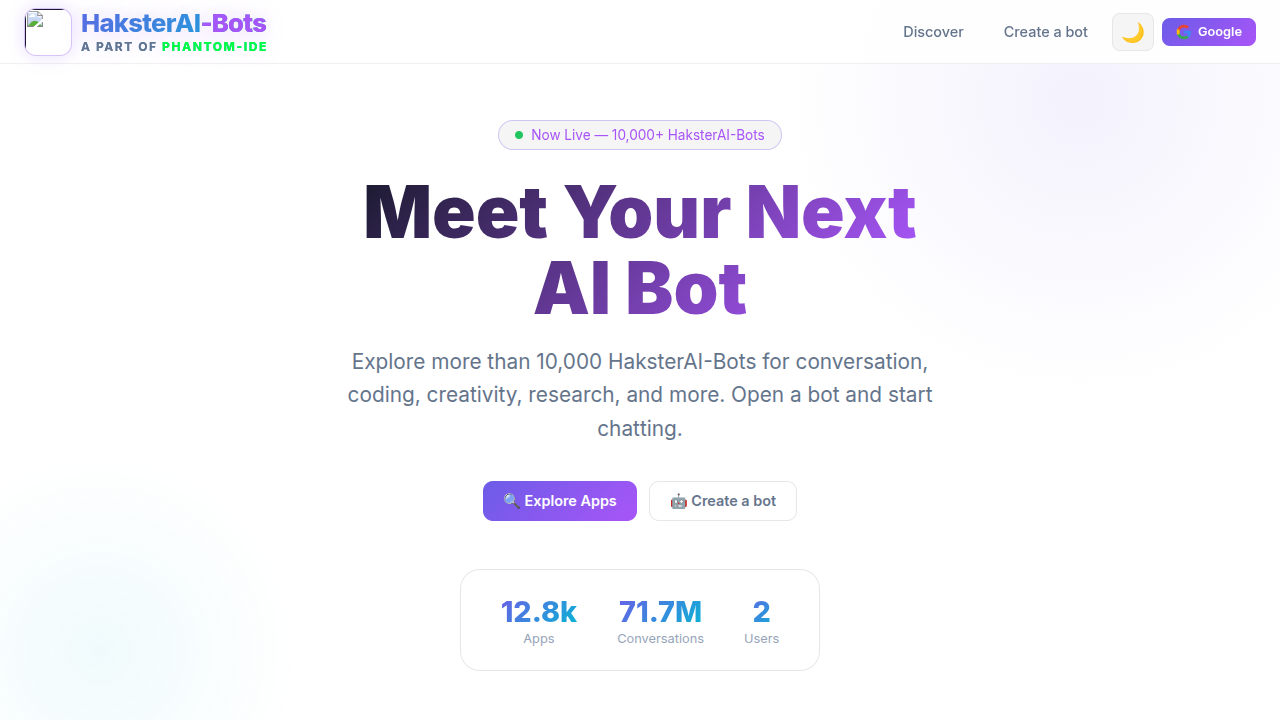 HaksterAI-Bots
A PART OF PHANTOM-IDE
Discover
Create a bot
Google
Now Live — 10,000+ HaksterAI-Bots
Meet Your Next
AI Bot
Explore more than 10,000 HaksterAI-Bots for conversation,
coding, creativity, research, and more. Open a bot and start
chatting.
🔍 Explore Apps
🤖 Create a bot
12.8k
Apps
71.7M
Conversations
2
Users